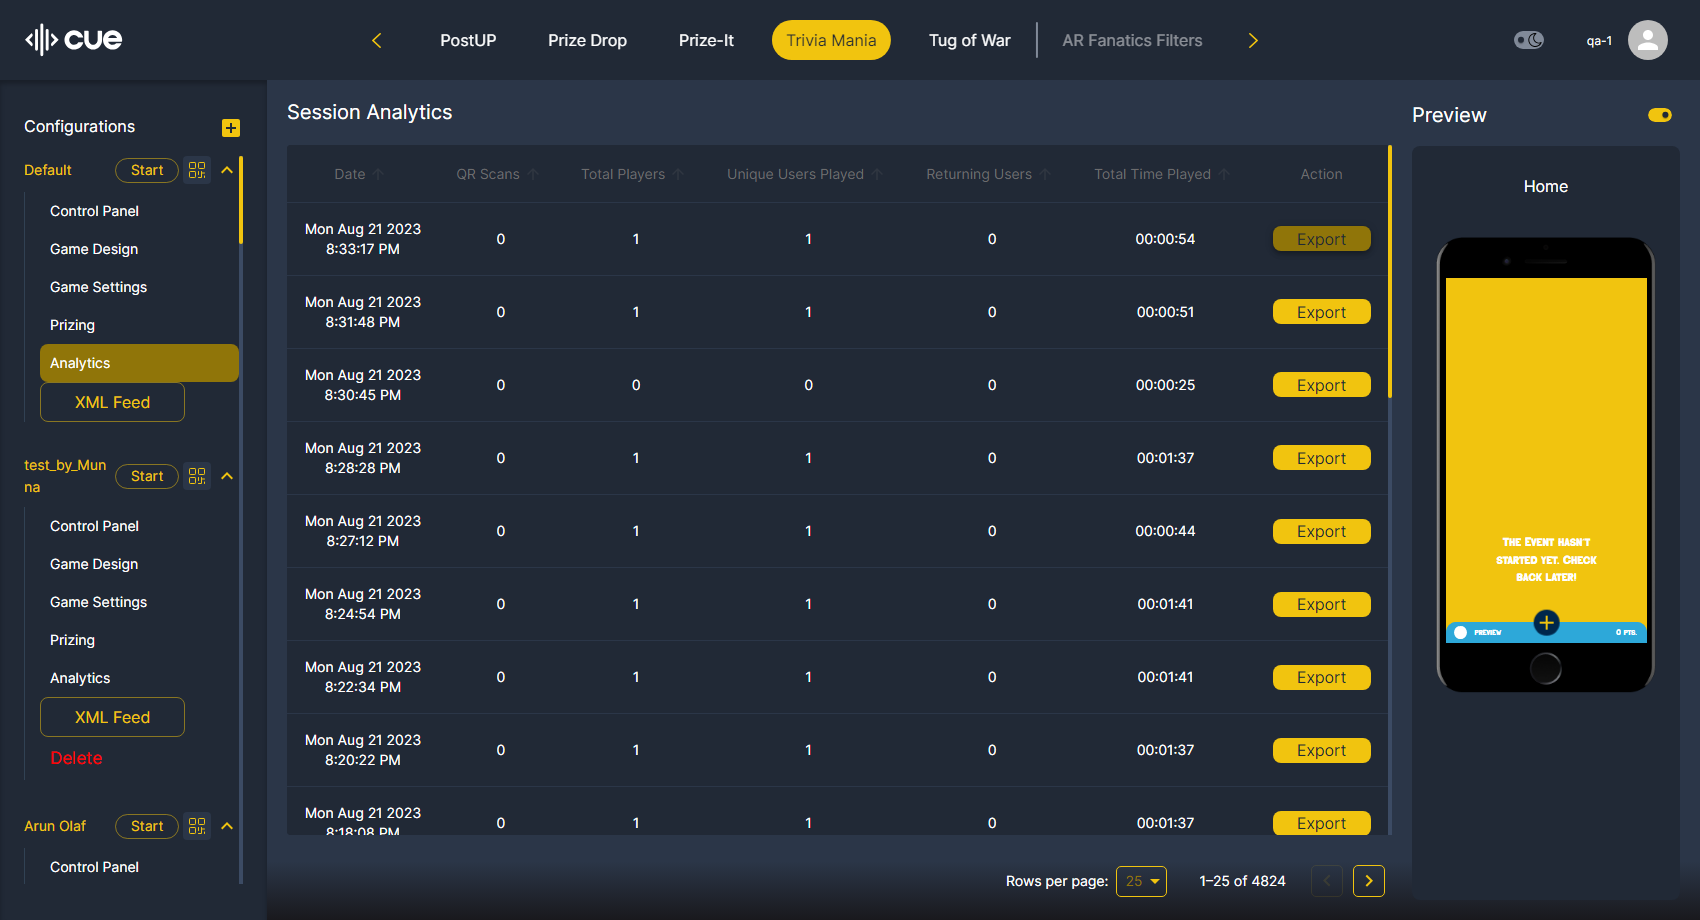 cue
PostUP
Prize Drop
Prize-It
Trivia Mania
Tug of War
AR Fanatics Filters
qa-1
Configurations
Default
Start
Control Panel
Game Design
Game Settings
Prizing
Analytics
XML Feed
test_by_Mun
na
Start
Control Panel
Game Design
Game Settings
Prizing
Analytics
XML Feed
Delete
Arun Olaf
Start
Control Panel
Session Analytics
Date QR Scans Total Players Unique Users Played Returning Users Total Time Played Action
Mon Aug 21 2023
8:33:17 PM
0 1 1 0 00:00:54 Export
Mon Aug 21 2023
8:31:48 PM
0 1 1 0 00:00:51 Export
Mon Aug 21 2023
8:30:45 PM
0 0 0 0 00:00:25 Export
Mon Aug 21 2023
8:28:28 PM
0 1 1 0 00:01:37 Export
Mon Aug 21 2023
8:27:12 PM
0 1 1 0 00:00:44 Export
Mon Aug 21 2023
8:24:54 PM
0 1 1 0 00:01:41 Export
Mon Aug 21 2023
8:22:34 PM
0 1 1 0 00:01:41 Export
Mon Aug 21 2023
8:20:22 PM
0 1 1 0 00:01:37 Export
Mon Aug 21 2023
8:18:08 PM
0 1 1 0 00:01:37 Export
Rows per page: 25 1–25 of 4824
Preview
Home
The Event hasn't
started yet. Check
back later!
PREVIEW
0 PTS.